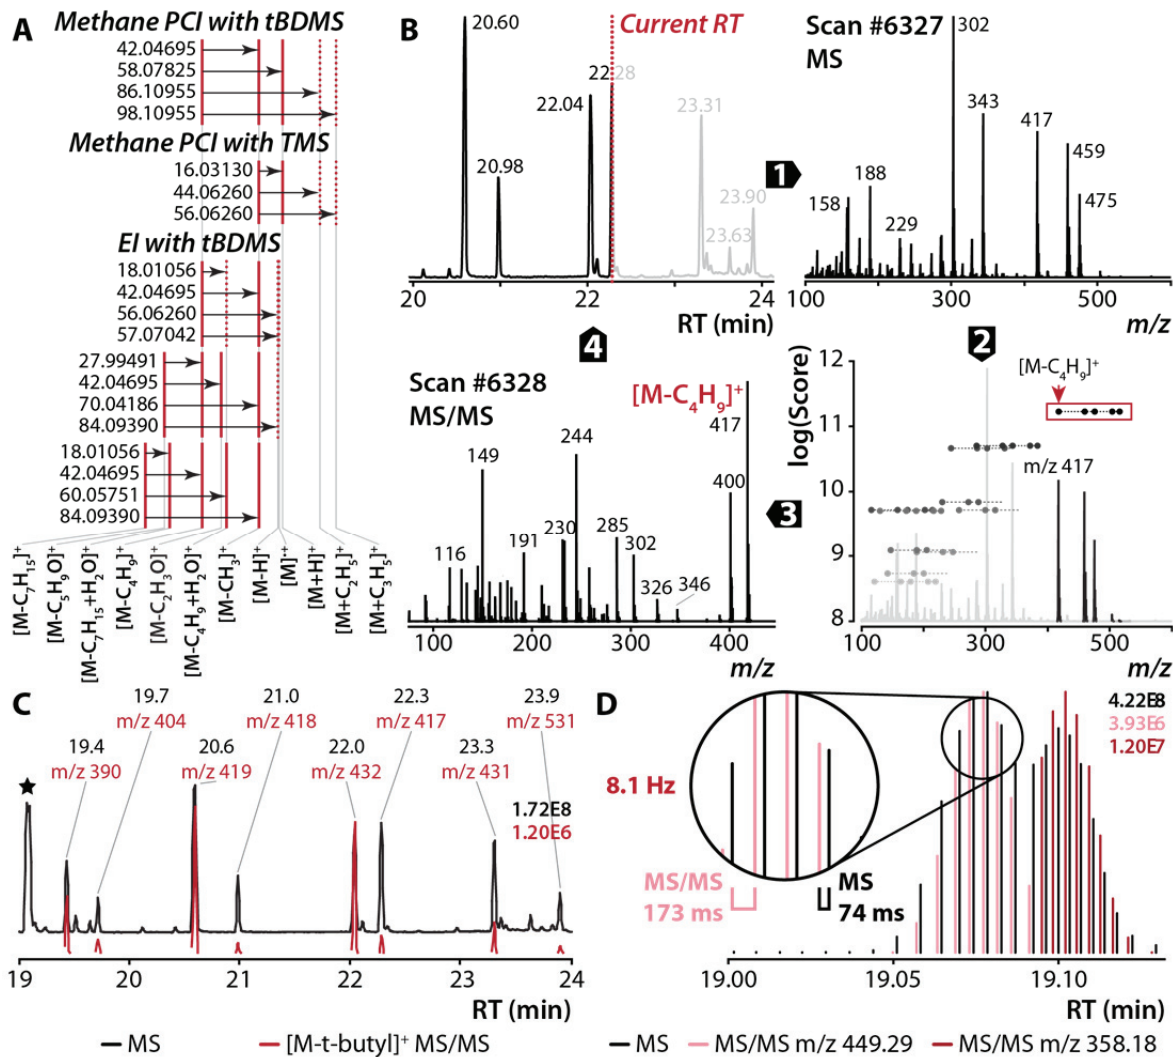 A
Methane PCI with tBDMS
42.04695
58.07825
86.10955
98.10955
Methane PCI with TMS
16.03130
44.06260
56.06260
EI with tBDMS
18.01056
42.04695
56.06260
57.07042
27.99491
42.04695
70.04186
84.09390
18.01056
42.04695
60.05751
84.09390
[M-C7H15]+
[M-C5H9O]+
[M-C7H15+H2O]+
[M-C4H9]+
[M-C2H3O]+
[M-C4H9+H2O]+
[M-CH3]+
[M-H]+
[M]+
[M+H]+
[M+C2H5]+
[M+C3H5]+
B
20.60
Current RT
22.28
22.04
20.98
23.31
23.90
23.63
20 22 24
RT (min)
1
Scan #6327
MS
302
343
417
459
475
188
158
229
100 300 500
m/z
2
12
11
10
9
8
log(Score)
[M-C4H9]+
m/z 417
100 300 500
m/z
3
4
Scan #6328
MS/MS
[M-C4H9]+
417
400
244
149
230
285
191
302
116
326
346
200 300 400
m/z
C
19.7
m/z 404
21.0
m/z 418
22.3
m/z 417
23.9
m/z 531
19.4
m/z 390
20.6
m/z 419
22.0
m/z 432
23.3
m/z 431
★
1.72E8
1.20E6
19 20 21 22 23 24
RT (min)
MS
[M-t-butyl]+ MS/MS
D
4.22E8
3.93E6
1.20E7
8.1 Hz
MS/MS
173 ms
MS
74 ms
19.00 19.05 19.10
RT (min)
MS
MS/MS m/z 449.29
MS/MS m/z 358.18